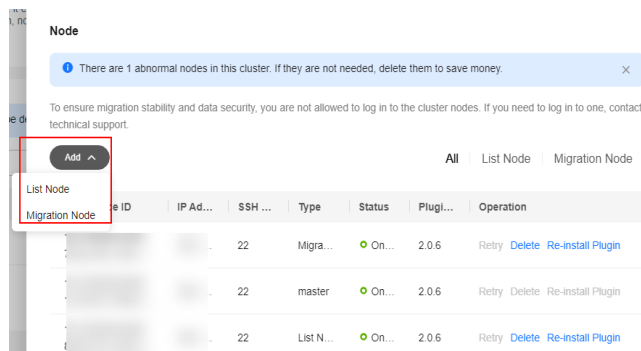 Node
There are 1 abnormal nodes in this cluster. If they are not needed, delete them to save money.
To ensure migration stability and data security, you are not allowed to log in to the cluster nodes. If you need to log in to one, contact
technical support.
Add
All List Node Migration Node
List Node
Migration Node
e ID IP Ad... SSH ... Type Status Plugi... Operation
22 Migra... On... 2.0.6 Retry Delete Re-install Plugin
22 master On... 2.0.6 Retry Delete Re-install Plugin
22 List N... On... 2.0.6 Retry Delete Re-install Plugin